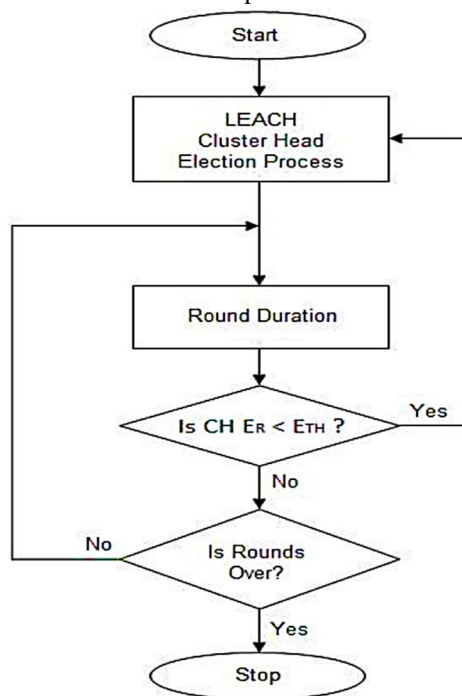 Start
LEACH
Cluster Head
Election Process
Round Duration
Is CH ER < ETH ?
Yes
No
No
Is Rounds
Over?
Yes
Stop